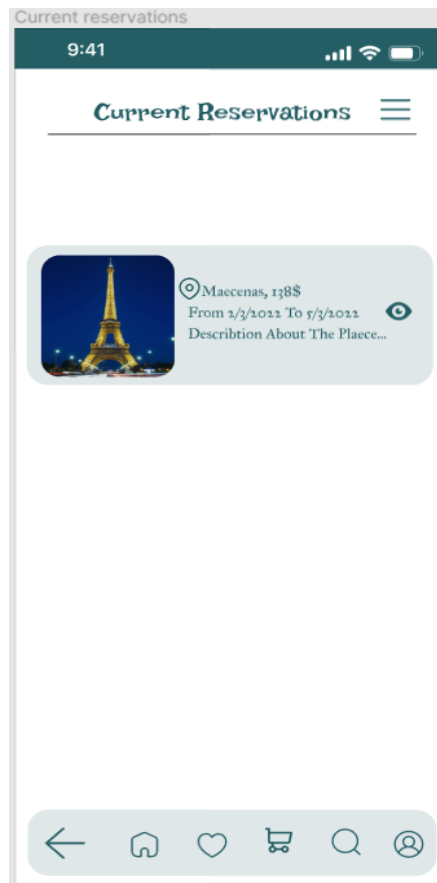 Current reservations
9:41
Current Reservations
Maecenas, 138$
From 2/3/2022 To 5/3/2022
Describtion About The Plaece...